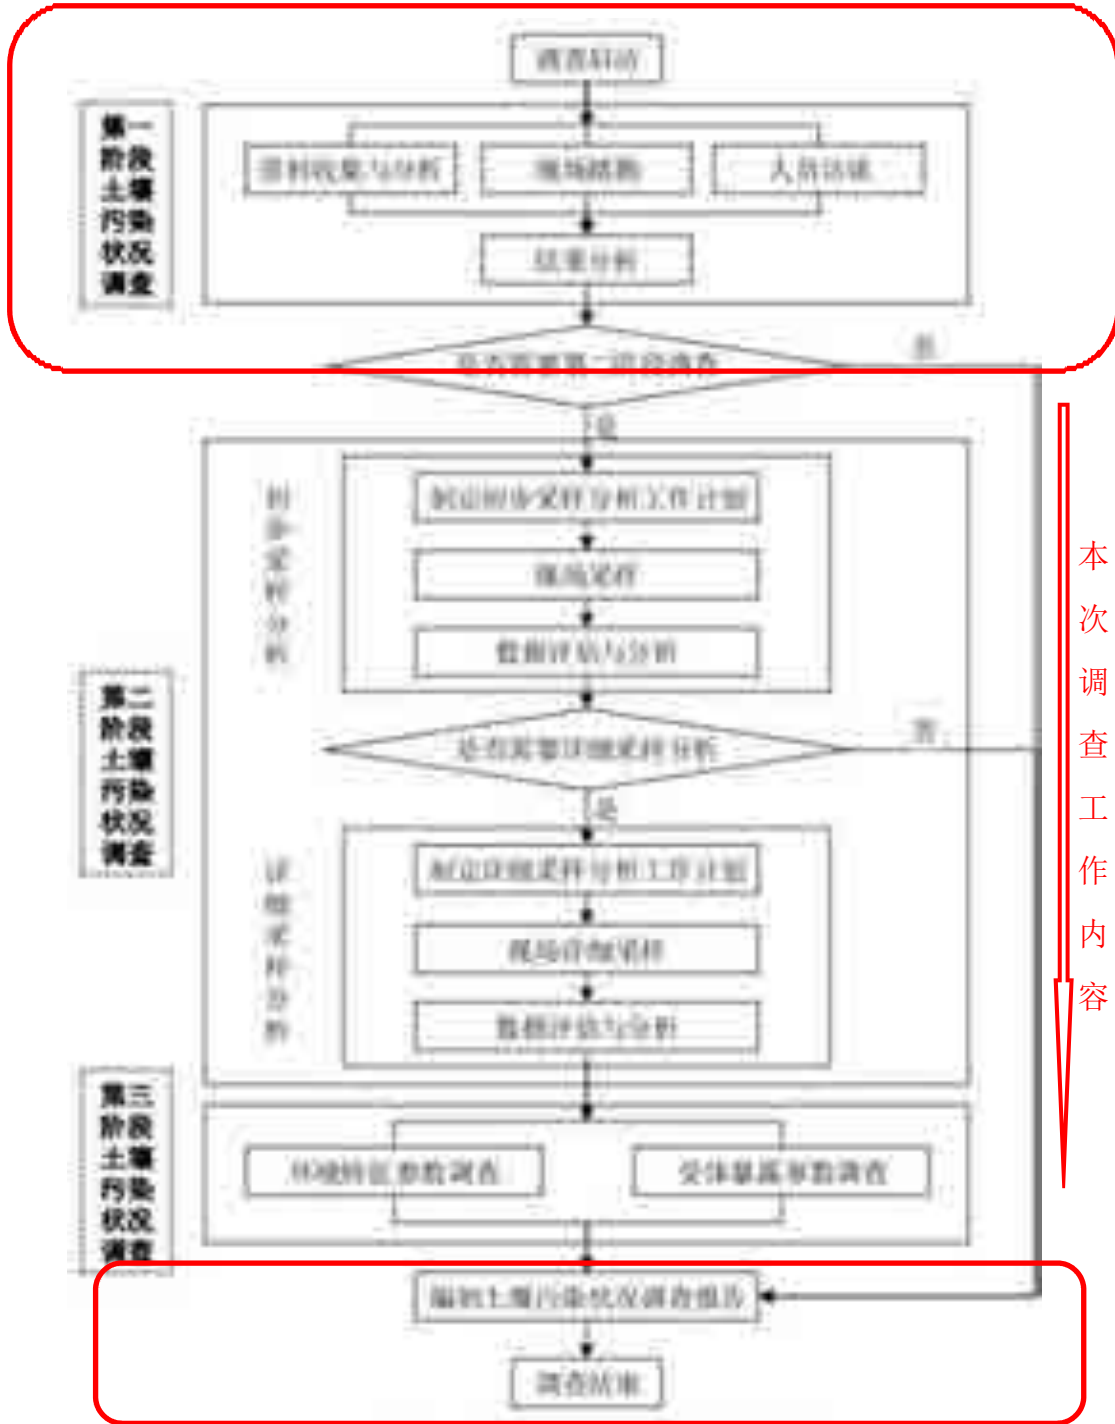 调查启动
第一
阶段
土壤
污染
状况
调查
资料收集与分析
现场踏勘
人员访谈
结果分析
是否需要第二阶段调查
否
是
初步采样分析
制定初步采样分析工作计划
现场采样
数据评估与分析
第二
阶段
土壤
污染
状况
调查
是否需要详细采样分析
否
是
详细采样分析
制定详细采样分析工作计划
现场详细采样
数据评估与分析
第三
阶段
土壤
污染
状况
调查
环境特征参数调查
受体暴露参数调查
编制土壤污染状况调查报告
调查结束
本次调查工作内容